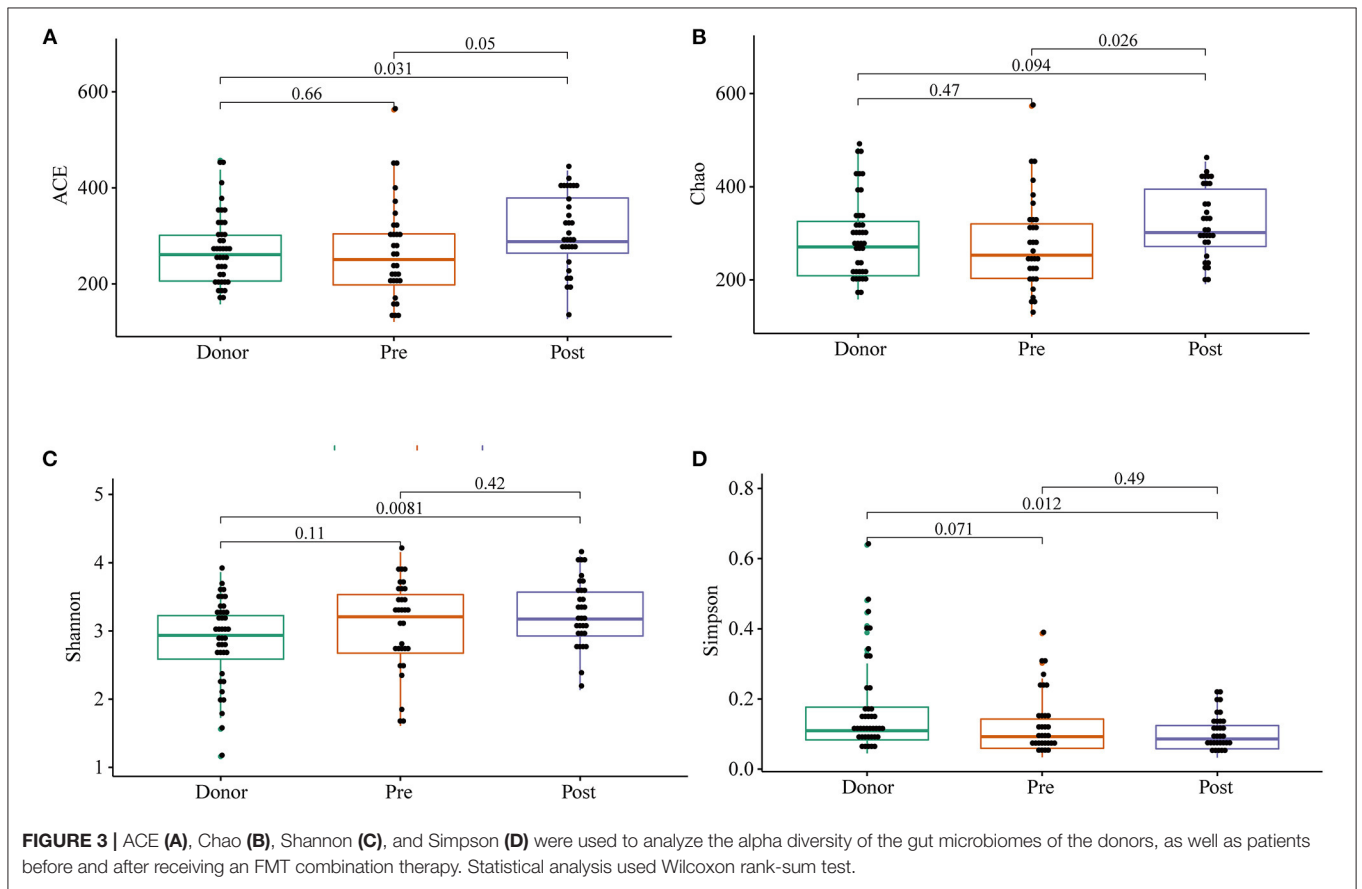 A
0.05
0.031
0.66
600
400
200
ACE
Donor Pre Post
B
0.026
0.094
0.47
600
400
200
Chao
Donor Pre Post
C
0.42
0.0081
0.11
5
4
3
2
1
Shannon
Donor Pre Post
D
0.49
0.012
0.071
0.8
0.6
0.4
0.2
0.0
Simpson
Donor Pre Post
FIGURE 3 | ACE (A), Chao (B), Shannon (C), and Simpson (D) were used to analyze the alpha diversity of the gut microbiomes of the donors, as well as patients
before and after receiving an FMT combination therapy. Statistical analysis used Wilcoxon rank-sum test.